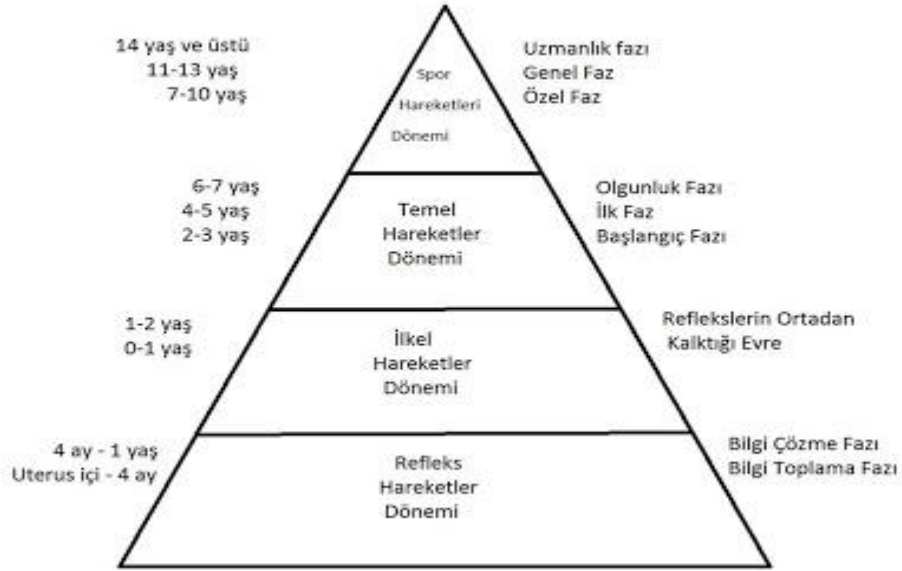 14 yaş ve üstü
11-13 yaş
7-10 yaş
Spor
Hareketleri
Dönemi
Uzmanlık fazı
Genel Faz
Özel Faz
6-7 yaş
4-5 yaş
2-3 yaş
Temel
Hareketler
Dönemi
Olgunluk Fazı
İlk Faz
Başlangıç Fazı
1-2 yaş
0-1 yaş
İlkel
Hareketler
Dönemi
Reflekslerin Ortadan
Kalktığı Evre
4 ay - 1 yaş
Uterus içi - 4 ay
Refleks
Hareketler
Dönemi
Bilgi Çözme Fazı
Bilgi Toplama Fazı